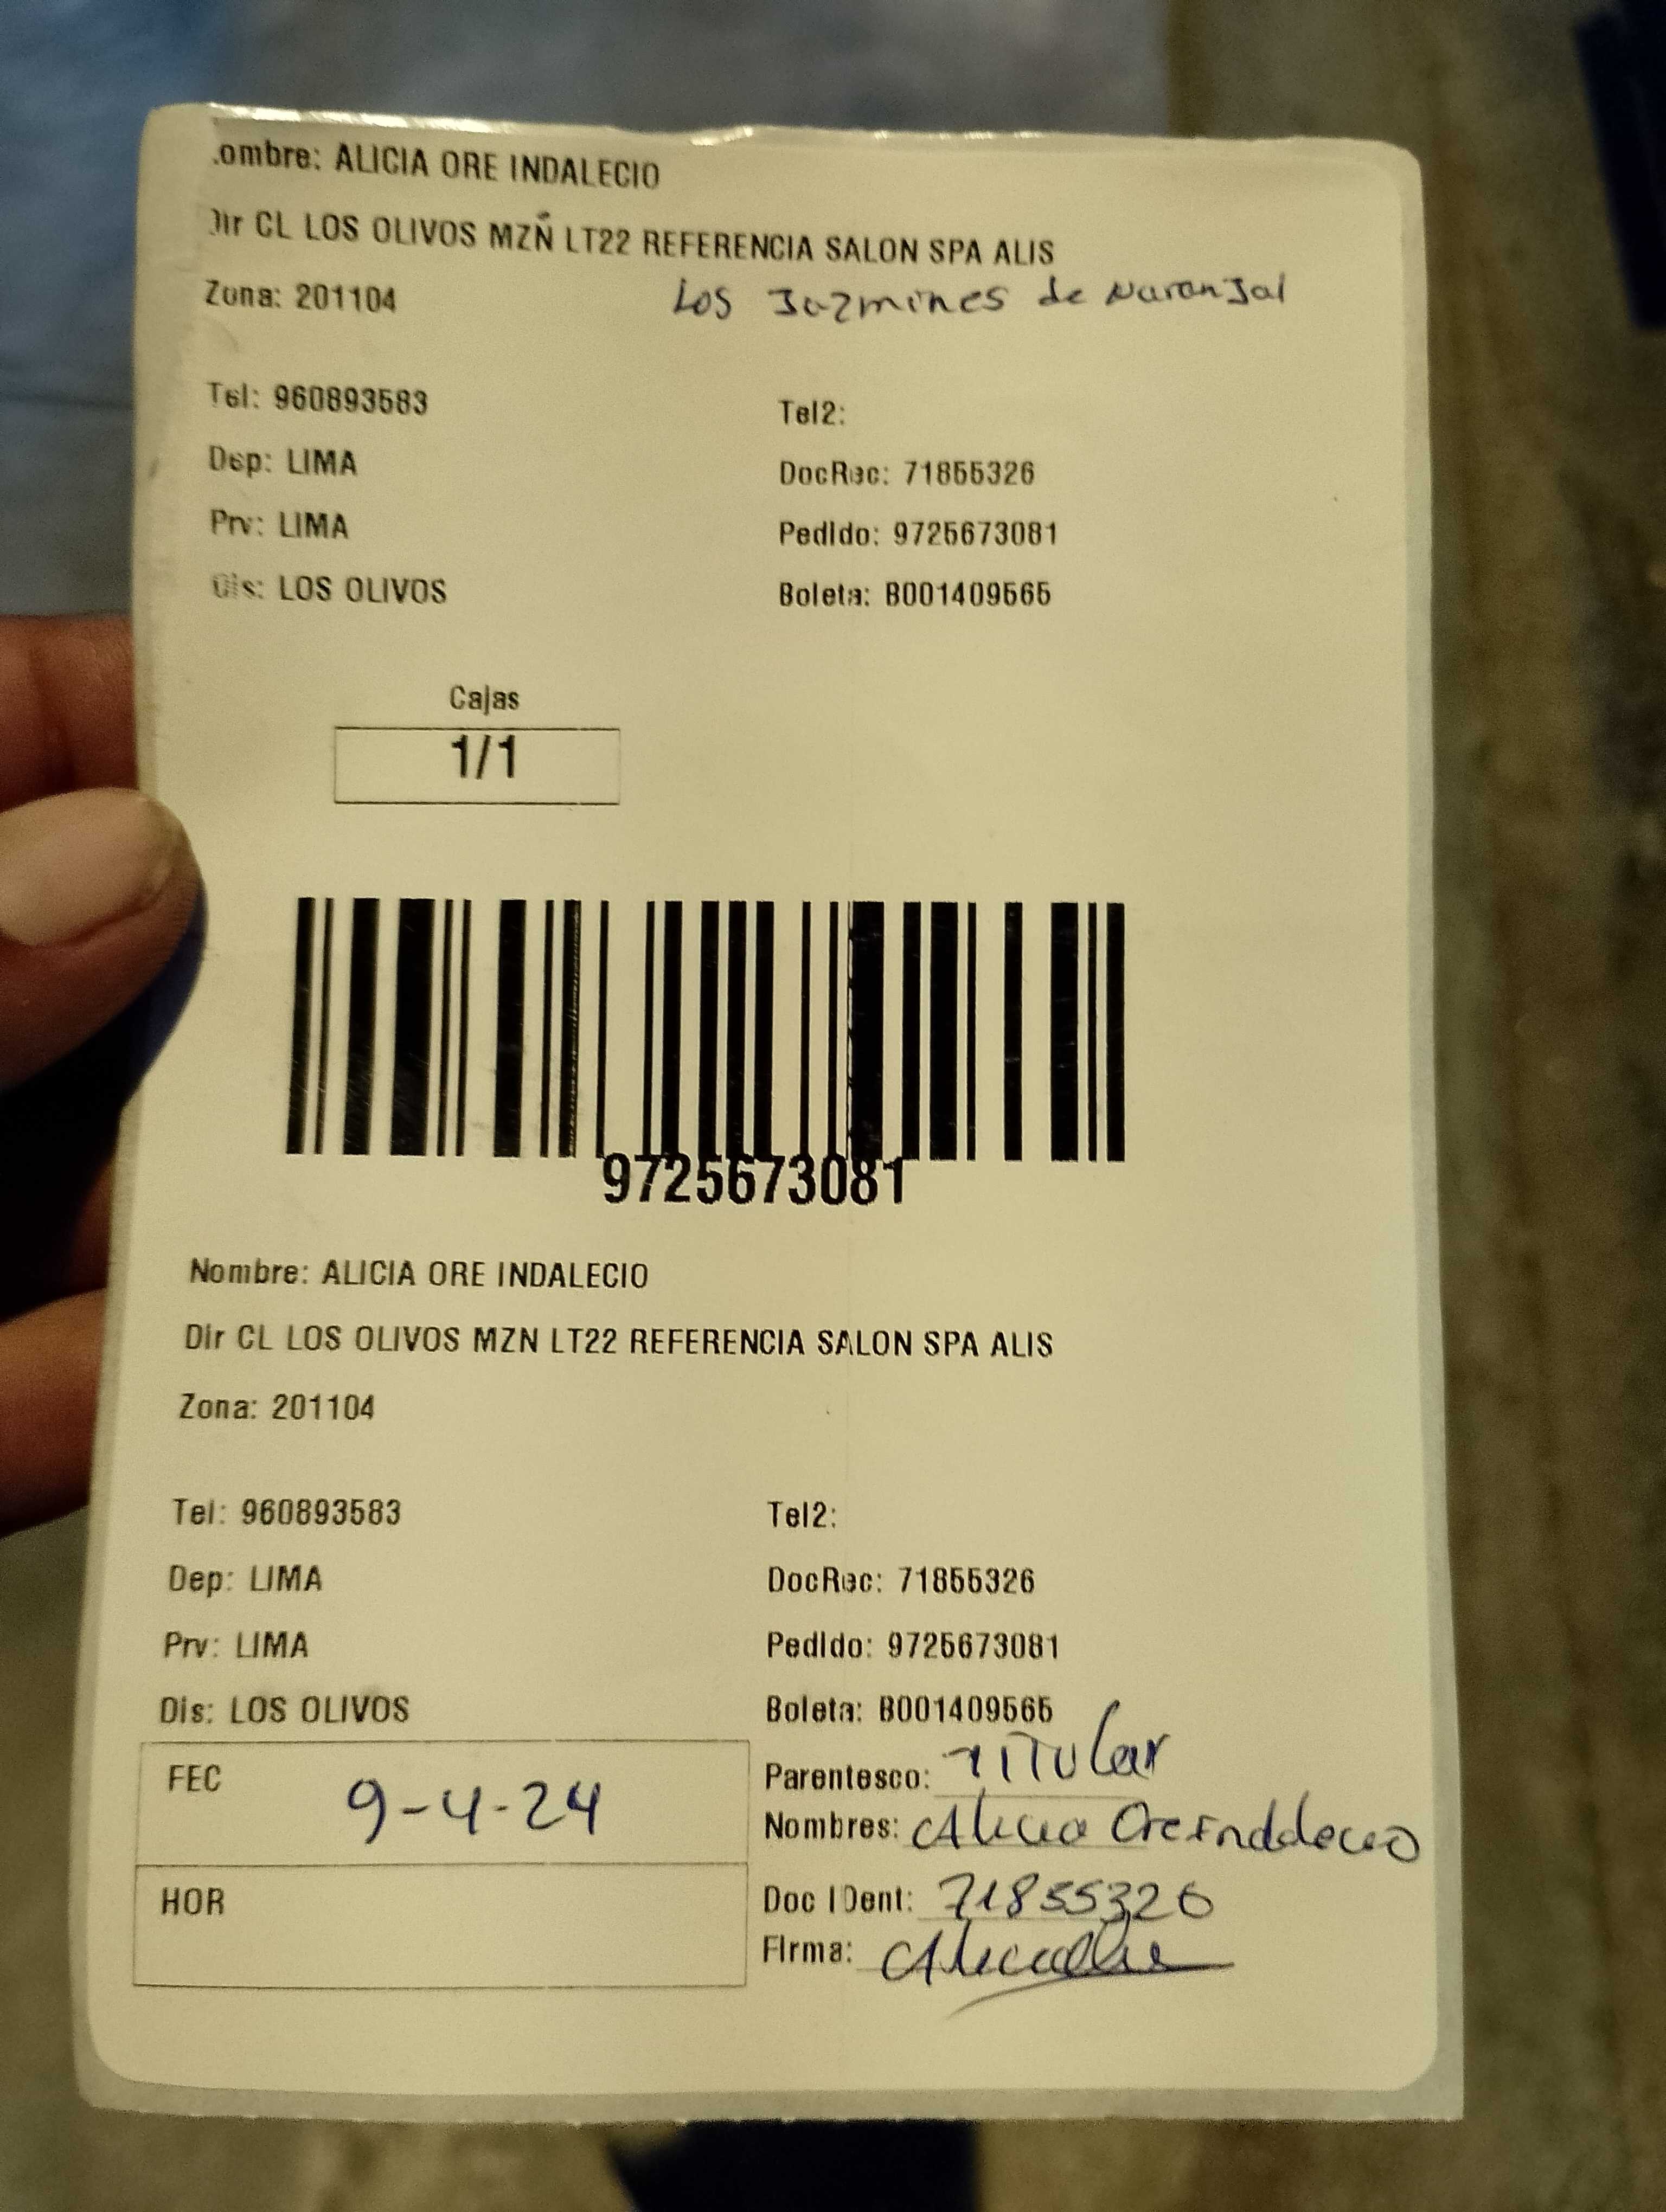 ombre: ALICIA ORE INDALECIO
Dir CL LOS OLIVOS MZÑ LT22 REFERENCIA SALON SPA ALIS
Zona: 201104
Los Jazmines de Naranjal
Tel: 960893583
Tel2:
Dep: LIMA
DocRec: 71855326
Prv: LIMA
Pedido: 9725673081
Dis: LOS OLIVOS
Boleta: B001409565
Cajas
1/1
9725673081
Nombre: ALICIA ORE INDALECIO
Dir CL LOS OLIVOS MZN LT22 REFERENCIA SALON SPA ALIS
Zona: 201104
Tel: 960893583
Tel2:
Dep: LIMA
DocRec: 71855326
Prv: LIMA
Pedido: 9725673081
Dis: LOS OLIVOS
Boleta: B001409565
FEC 9-4-24
Parentesco: TITULar
Nombres: Alicia Ore Indalecio
HOR
Doc IDent: 71855326
Firma: